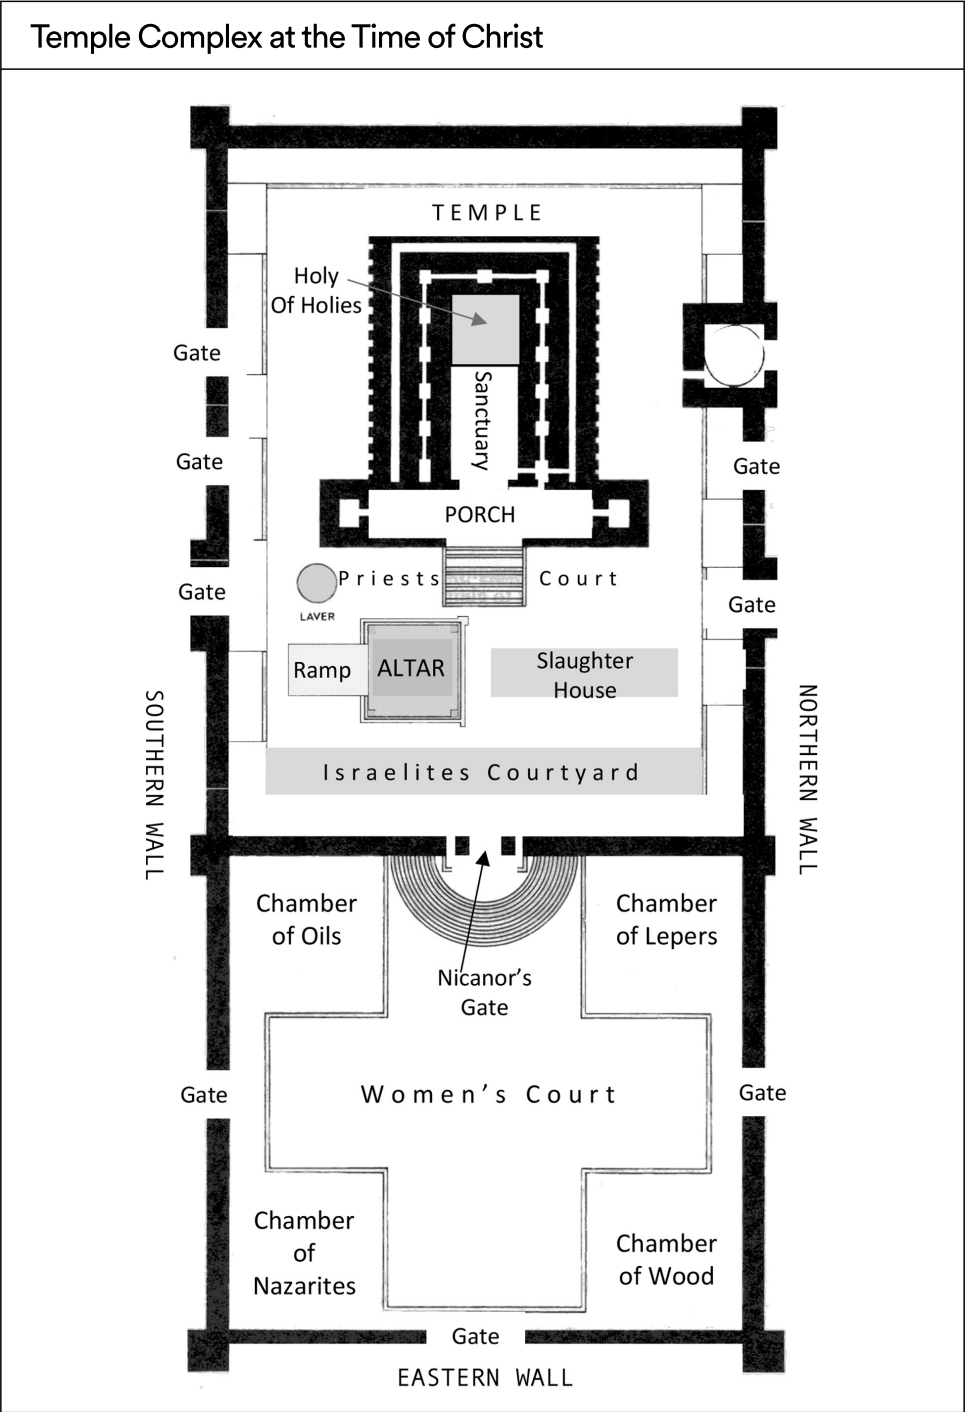 Temple Complex at the Time of Christ
TEMPLE
Holy
Of Holies
Gate
Sanctuary
Gate
Gate
PORCH
Priests Court
Gate
Gate
LAVER
Ramp
ALTAR
Slaughter
House
SOUTHERN WALL
NORTHERN WALL
Israelites Courtyard
Chamber
of Oils
Chamber
of Lepers
Nicanor’s
Gate
Gate
Women’s Court
Gate
Chamber
of
Nazarites
Chamber
of Wood
Gate
EASTERN WALL